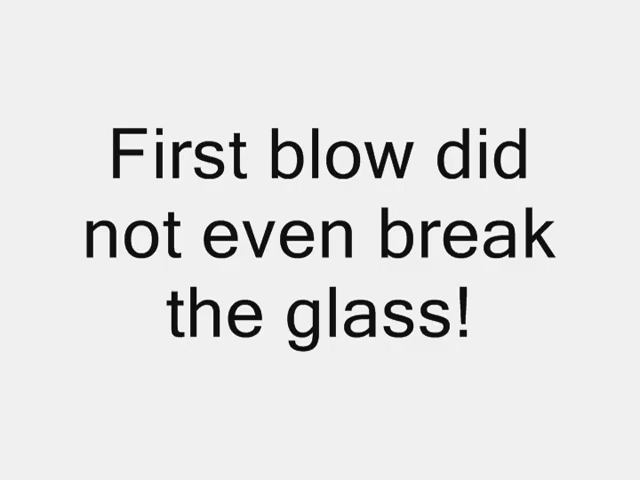 First blow did
not even break
the glass!